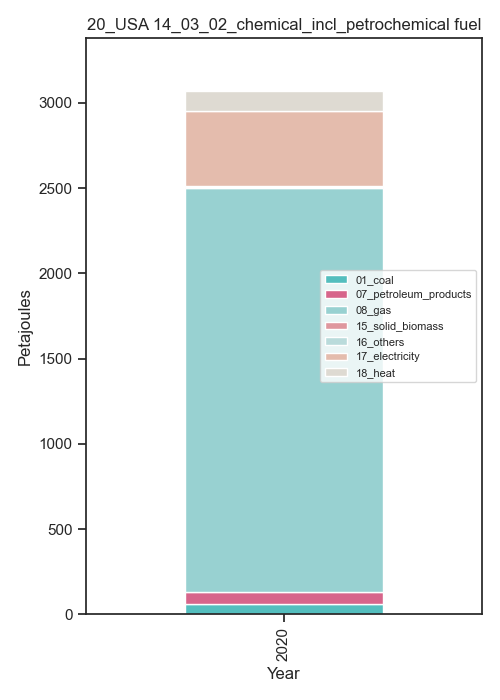 20_USA 14_03_02_chemical_incl_petrochemical fuel
3000
2500
2000
1500
1000
500
0
Petajoules
01_coal
07_petroleum_products
08_gas
15_solid_biomass
16_others
17_electricity
18_heat
2020
Year